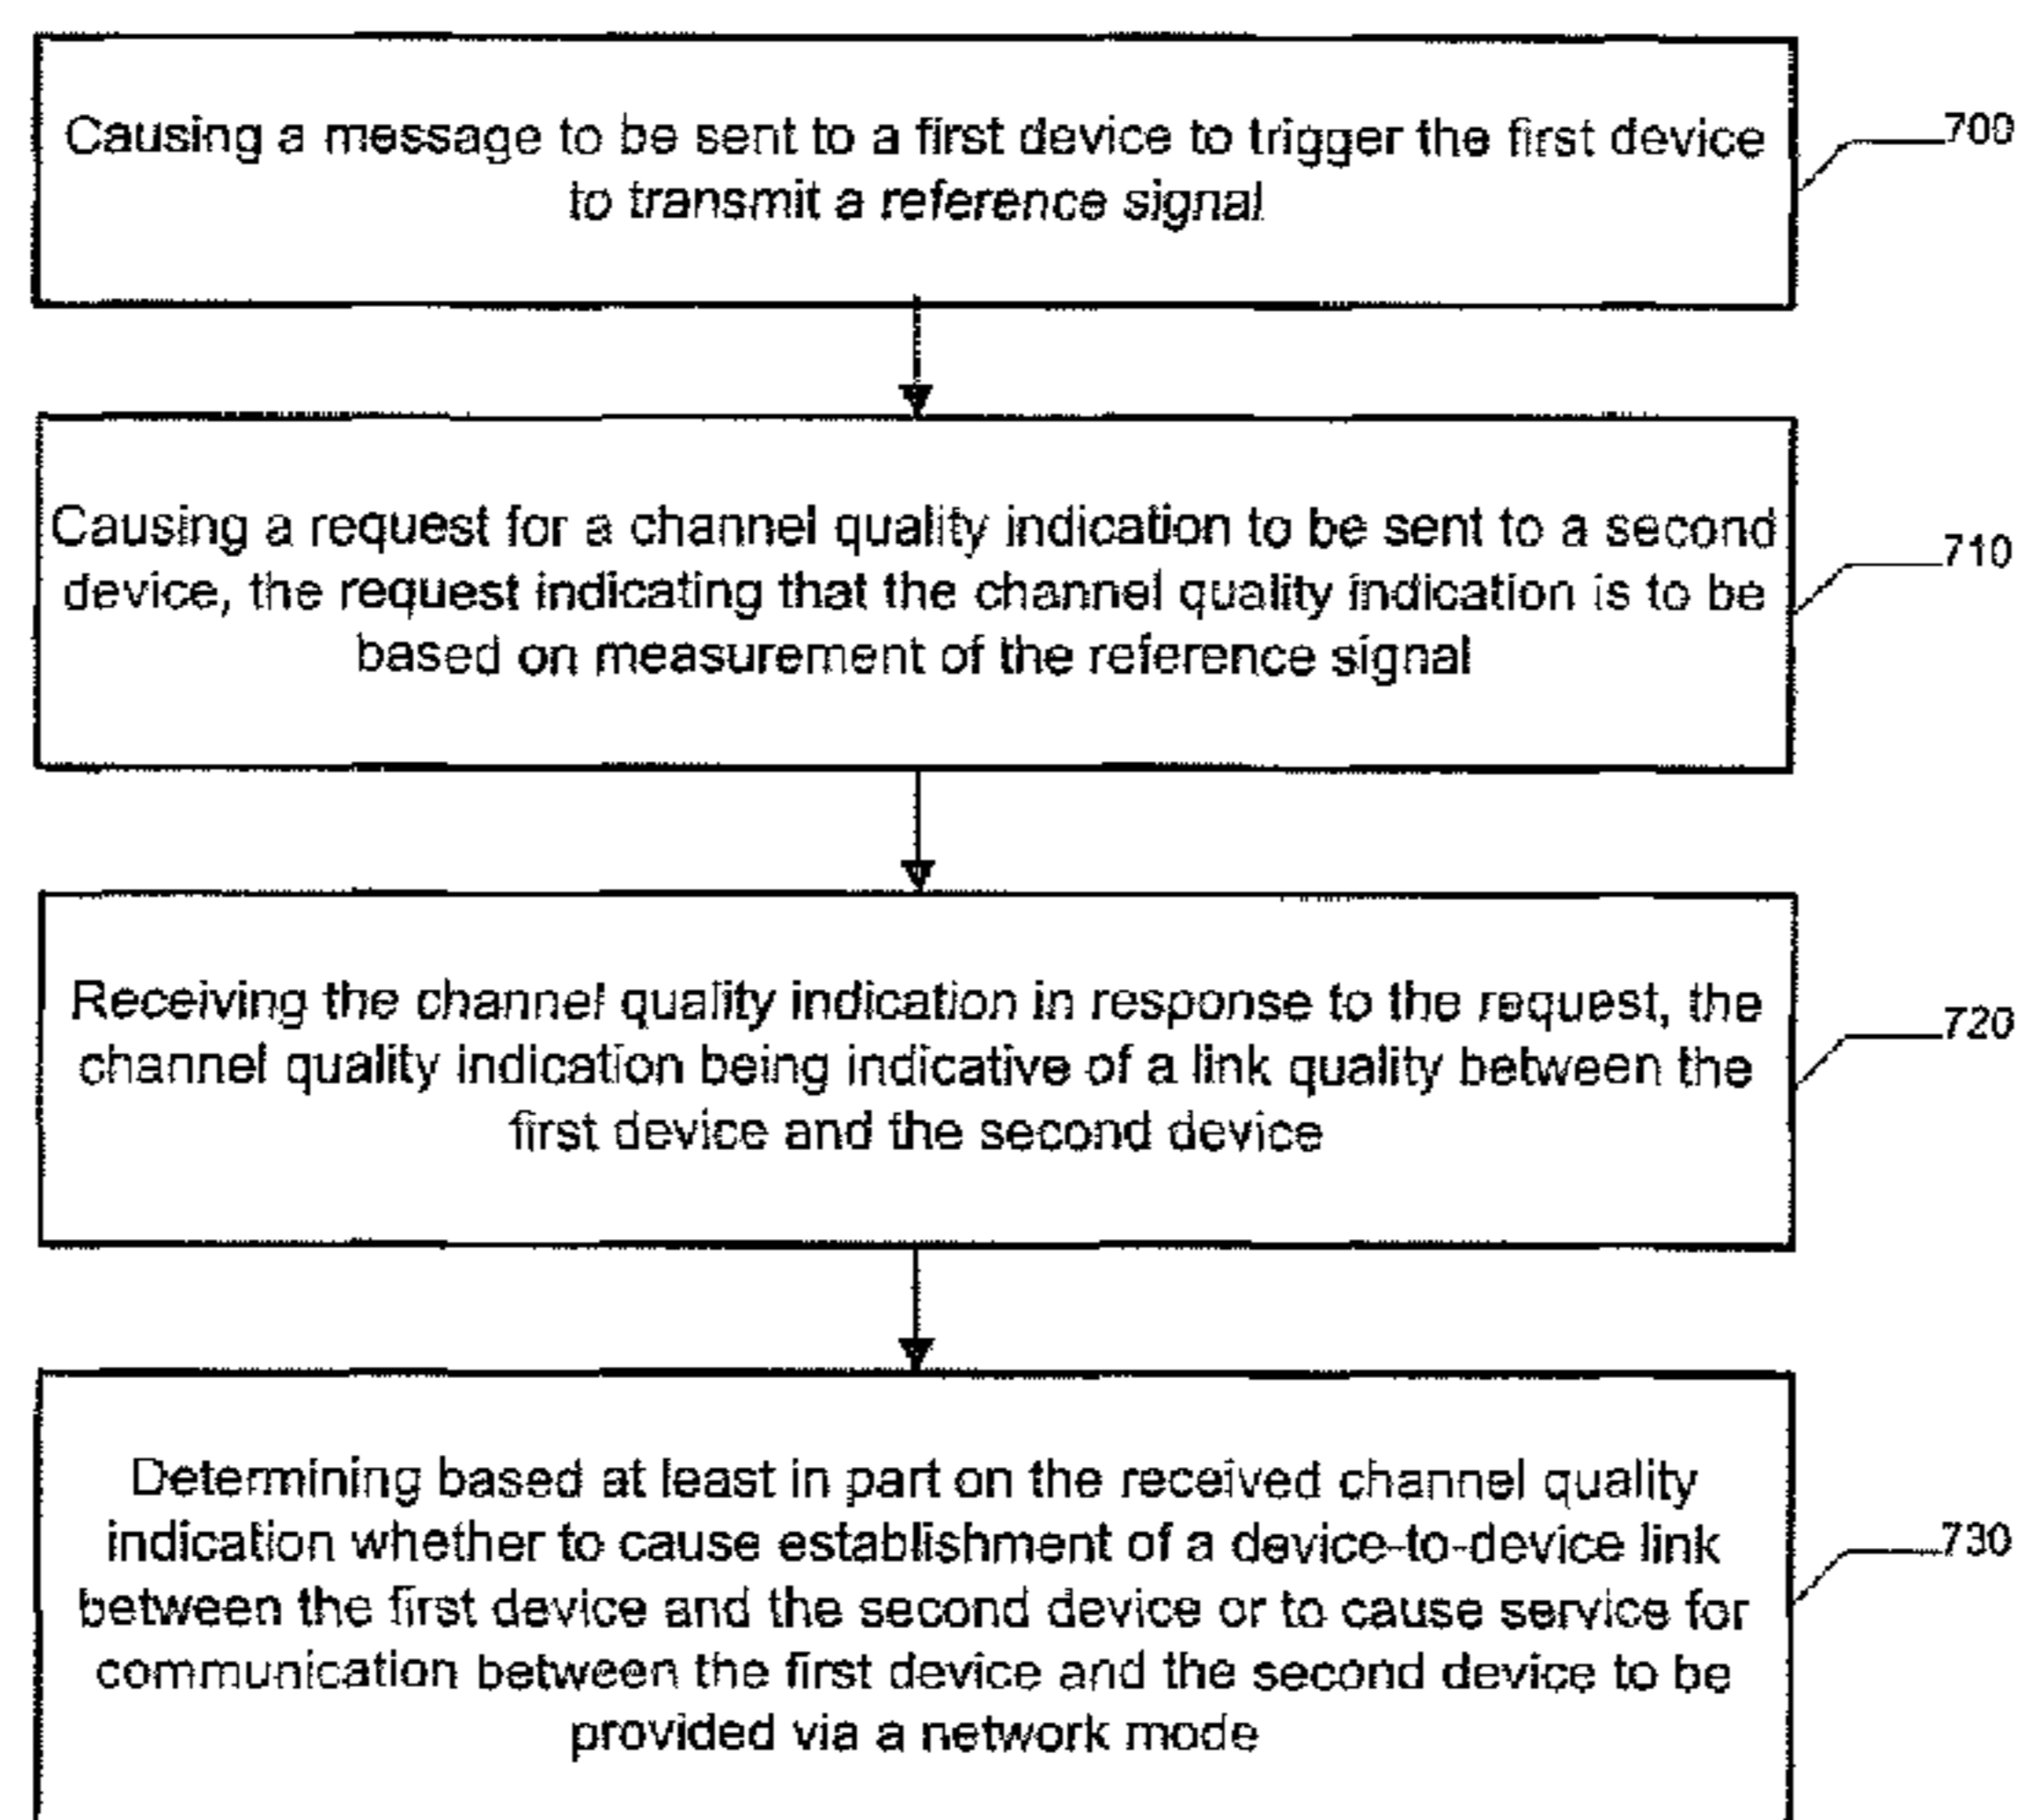 Causing a message to be sent to a first device to trigger the first device
to transmit a reference signal
700
Causing a request for a channel quality indication to be sent to a second
device, the request indicating that the channel quality indication is to be
based on measurement of the reference signal
710
Receiving the channel quality indication in response to the request, the
channel quality indication being indicative of a link quality between the
first device and the second device
720
Determining based at least in part on the received channel quality
indication whether to cause establishment of a device-to-device link
between the first device and the second device or to cause service for
communication between the first device and the second device to be
provided via a network mode
730